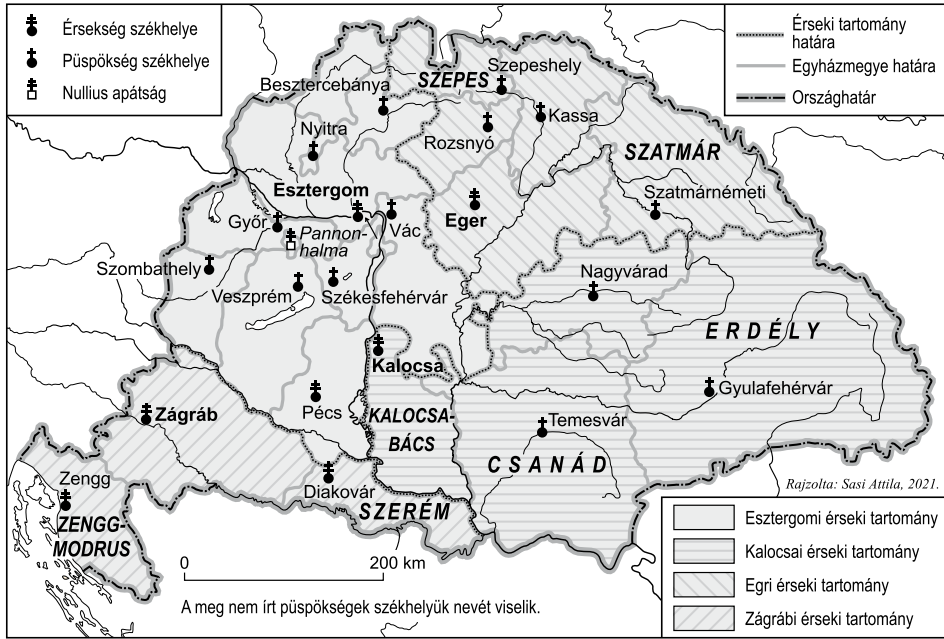 Érsekség székhelye
Püspökség székhelye
Nullius apátság
Érseki tartomány
határa
Egyházmegye határa
Országhatár
Besztercebánya
SZEPES
Szepeshely
Nyitra
Rozsnyó
Kassa
SZATMÁR
Esztergom
Szatmárnémeti
Győr
Pannon-
halma
Vác
Eger
Szombathely
Veszprém
Székesfehérvár
Nagyvárad
ERDÉLY
Kalocsa
Gyulafehérvár
Zágráb
Pécs
KALOCSA-
BÁCS
Temesvár
CSANÁD
Zengg
Diakovár
SZERÉM
ZENGG-
MODRUS
Rajzolta: Sasi Attila, 2021.
0 200 km
A meg nem írt püspökségek székhelyük nevét viselik.
Esztergomi érseki tartomány
Kalocsai érseki tartomány
Egri érseki tartomány
Zágrábi érseki tartomány